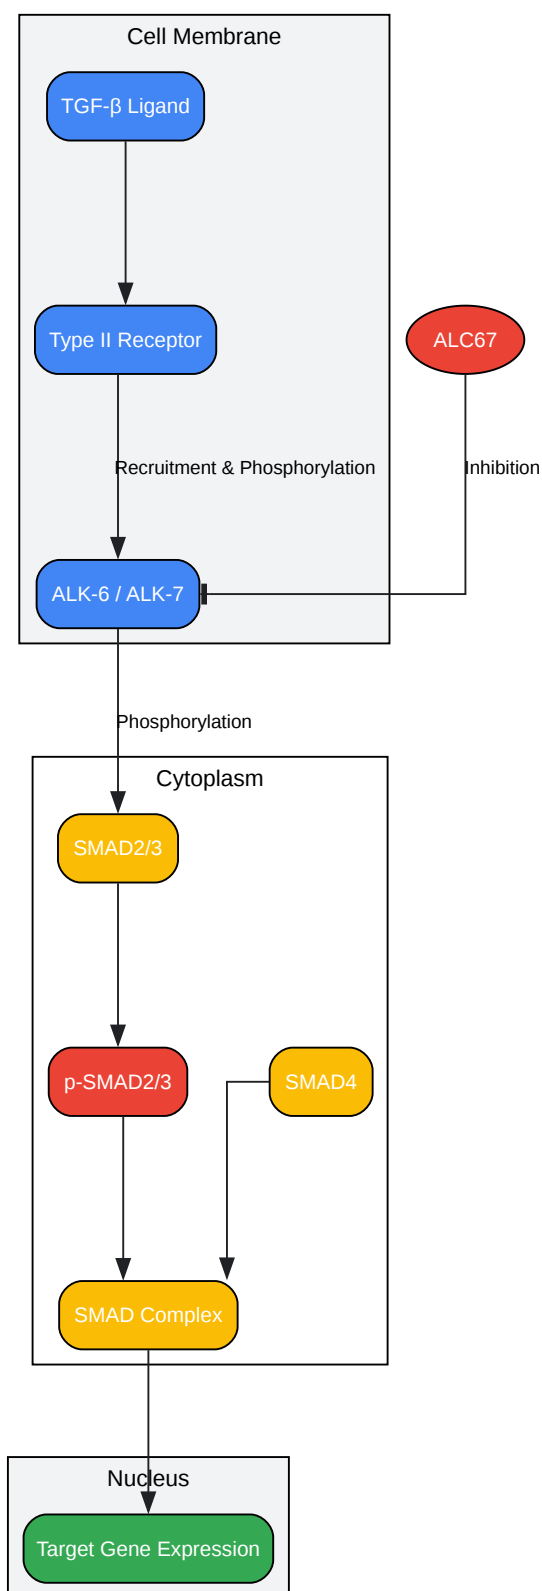 Cell Membrane
TGF-β Ligand
Type II Receptor
ALC67
Recruitment & Phosphorylation
Inhibition
ALK-6 / ALK-7
Phosphorylation
Cytoplasm
SMAD2/3
p-SMAD2/3
SMAD4
SMAD Complex
Nucleus
Target Gene Expression